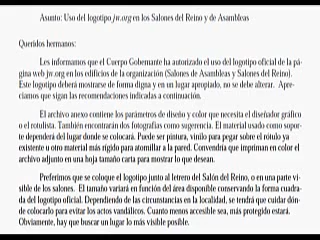 Asunto: Uso del logotipo jw.org en los Salones del Reino y de Asambleas
Queridos hermanos:
Les informamos que el Cuerpo Gobernante ha autorizado el uso del logotipo oficial de la pá-
gina web jw.org en los edificios de la organización (Salones de Asambleas y Salones del Reino).
Este logotipo deberá mostrarse de forma digna y en un lugar apropiado, no se debe alterar. Apre-
ciamos que sigan las recomendaciones indicadas a continuación.
El archivo anexo contiene los parámetros de diseño y color que necesita el diseñador gráfico
o el rotulista. También encontrarán dos fotografías como sugerencia. El material usado como sopor-
te dependerá del lugar donde se colocará. Puede ser pintura, vinilo para pegar sobre el rótulo ya
existente u otro material más rígido para atornillar a la pared. Convendría que impriman en color el
archivo adjunto en una hoja tamaño carta para mostrar lo que desean.
Preferimos que se coloque el logotipo junto al letrero del Salón del Reino, o en una parte vi-
sible de los salones. El tamaño variará en función del área disponible conservando la forma cuadra-
da del logotipo oficial. Dependiendo de las circunstancias en la localidad, se tendrá que cuidar dón-
de colocarlo para evitar los actos vandálicos. Cuanto menos accesible sea, más protegido estará.
Obviamente, hay que buscar un lugar lo más visible posible.